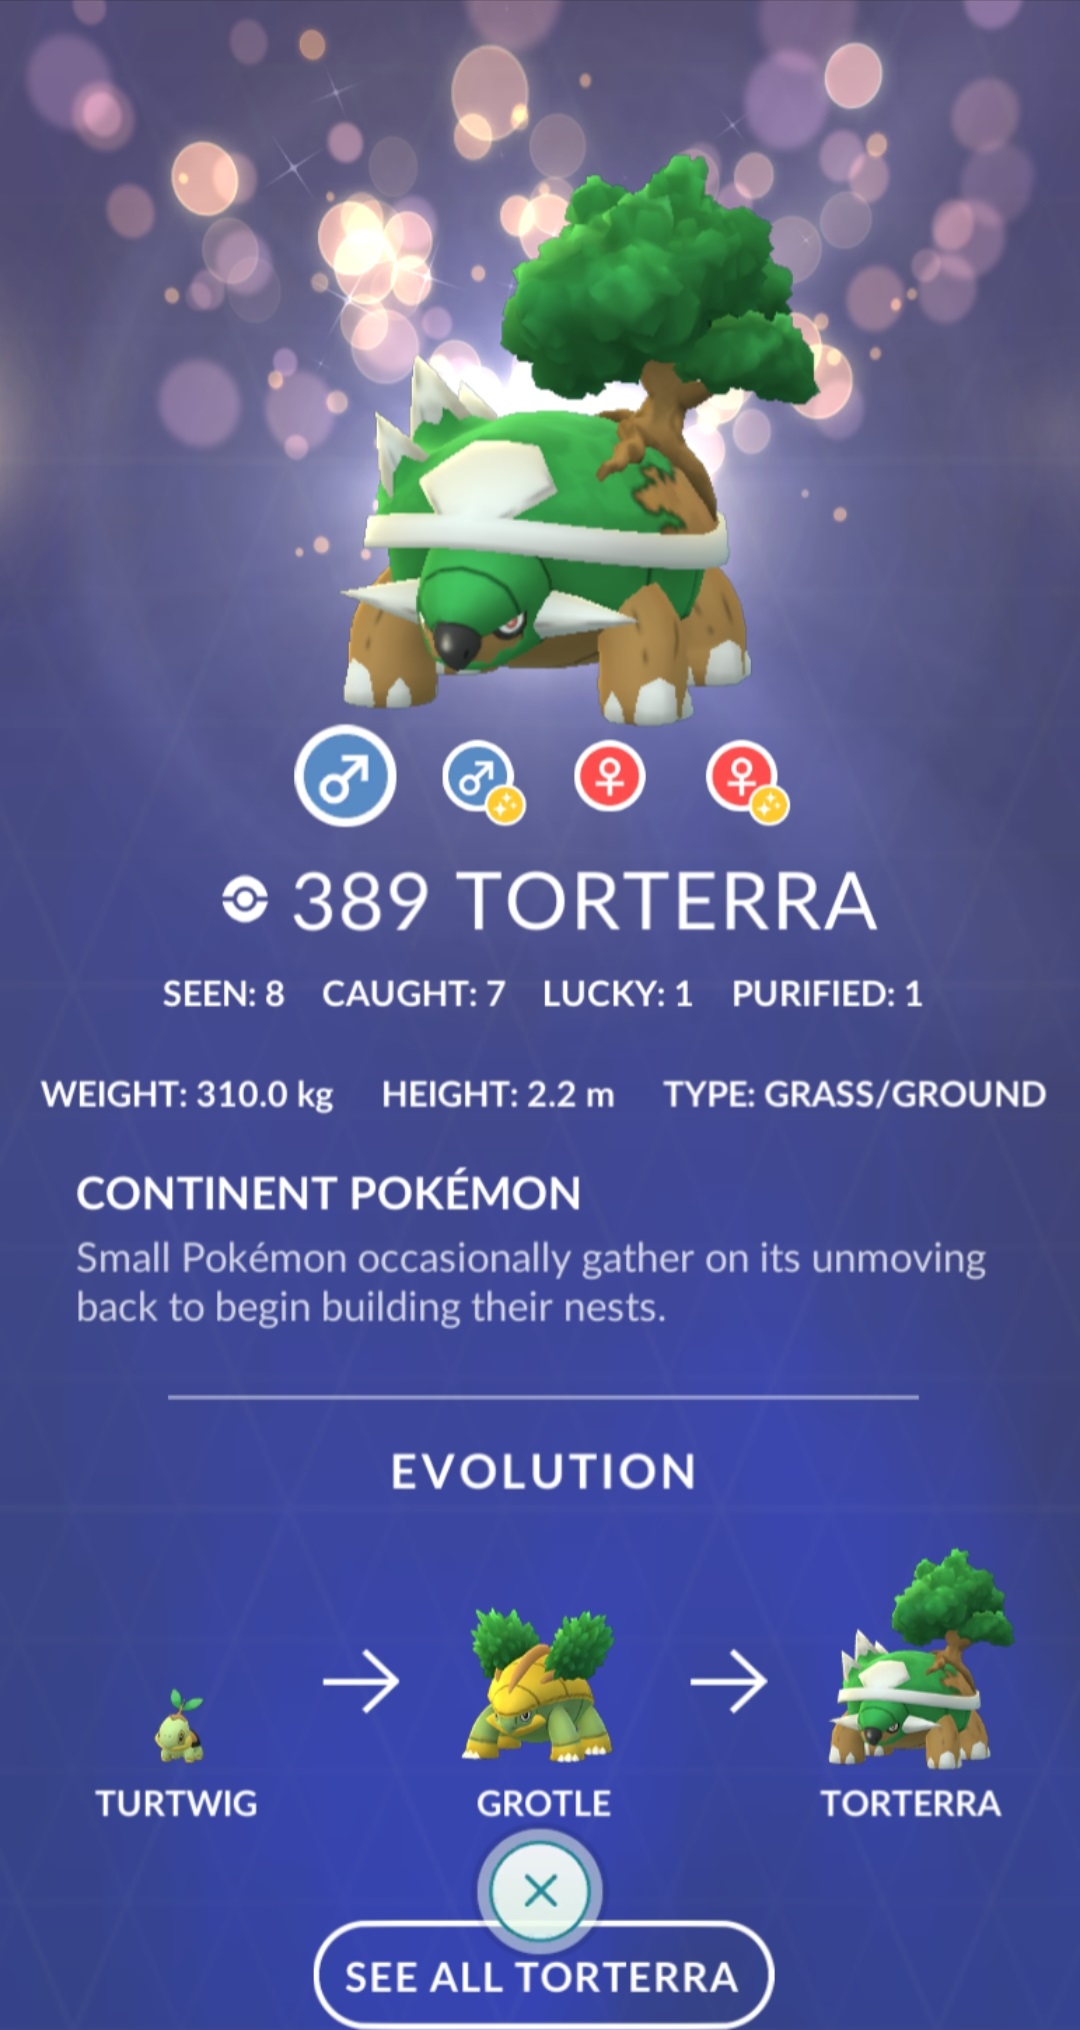 389 TORTERRA
SEEN: 8 CAUGHT: 7 LUCKY: 1 PURIFIED: 1
WEIGHT: 310.0 kg HEIGHT: 2.2 m TYPE: GRASS/GROUND
CONTINENT POKÉMON
Small Pokémon occasionally gather on its unmoving
back to begin building their nests.
EVOLUTION
TURTWIG GROTLE TORTERRA
SEE ALL TORTERRA